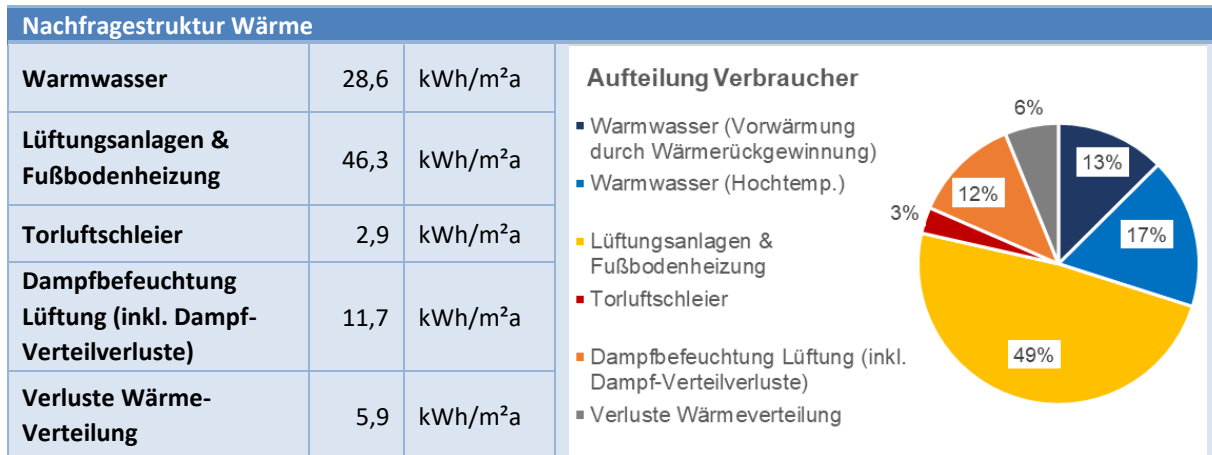 Nachfragestruktur Wärme
Warmwasser 28,6 kWh/m²a
Lüftungsanlagen &
Fußbodenheizung 46,3 kWh/m²a
Torluftschleier 2,9 kWh/m²a
Dampfbefeuchtung
Lüftung (inkl. Dampf-
Verteilverluste) 11,7 kWh/m²a
Verluste Wärme-
Verteilung 5,9 kWh/m²a
Aufteilung Verbraucher
Warmwasser (Vorwärmung
durch Wärmerückgewinnung)
Warmwasser (Hochtemp.)
Lüftungsanlagen &
Fußbodenheizung
Torluftschleier
Dampfbefeuchtung Lüftung (inkl.
Dampf-Verteilverluste)
Verluste Wärmeverteilung
6%
13%
12%
3%
17%
49%